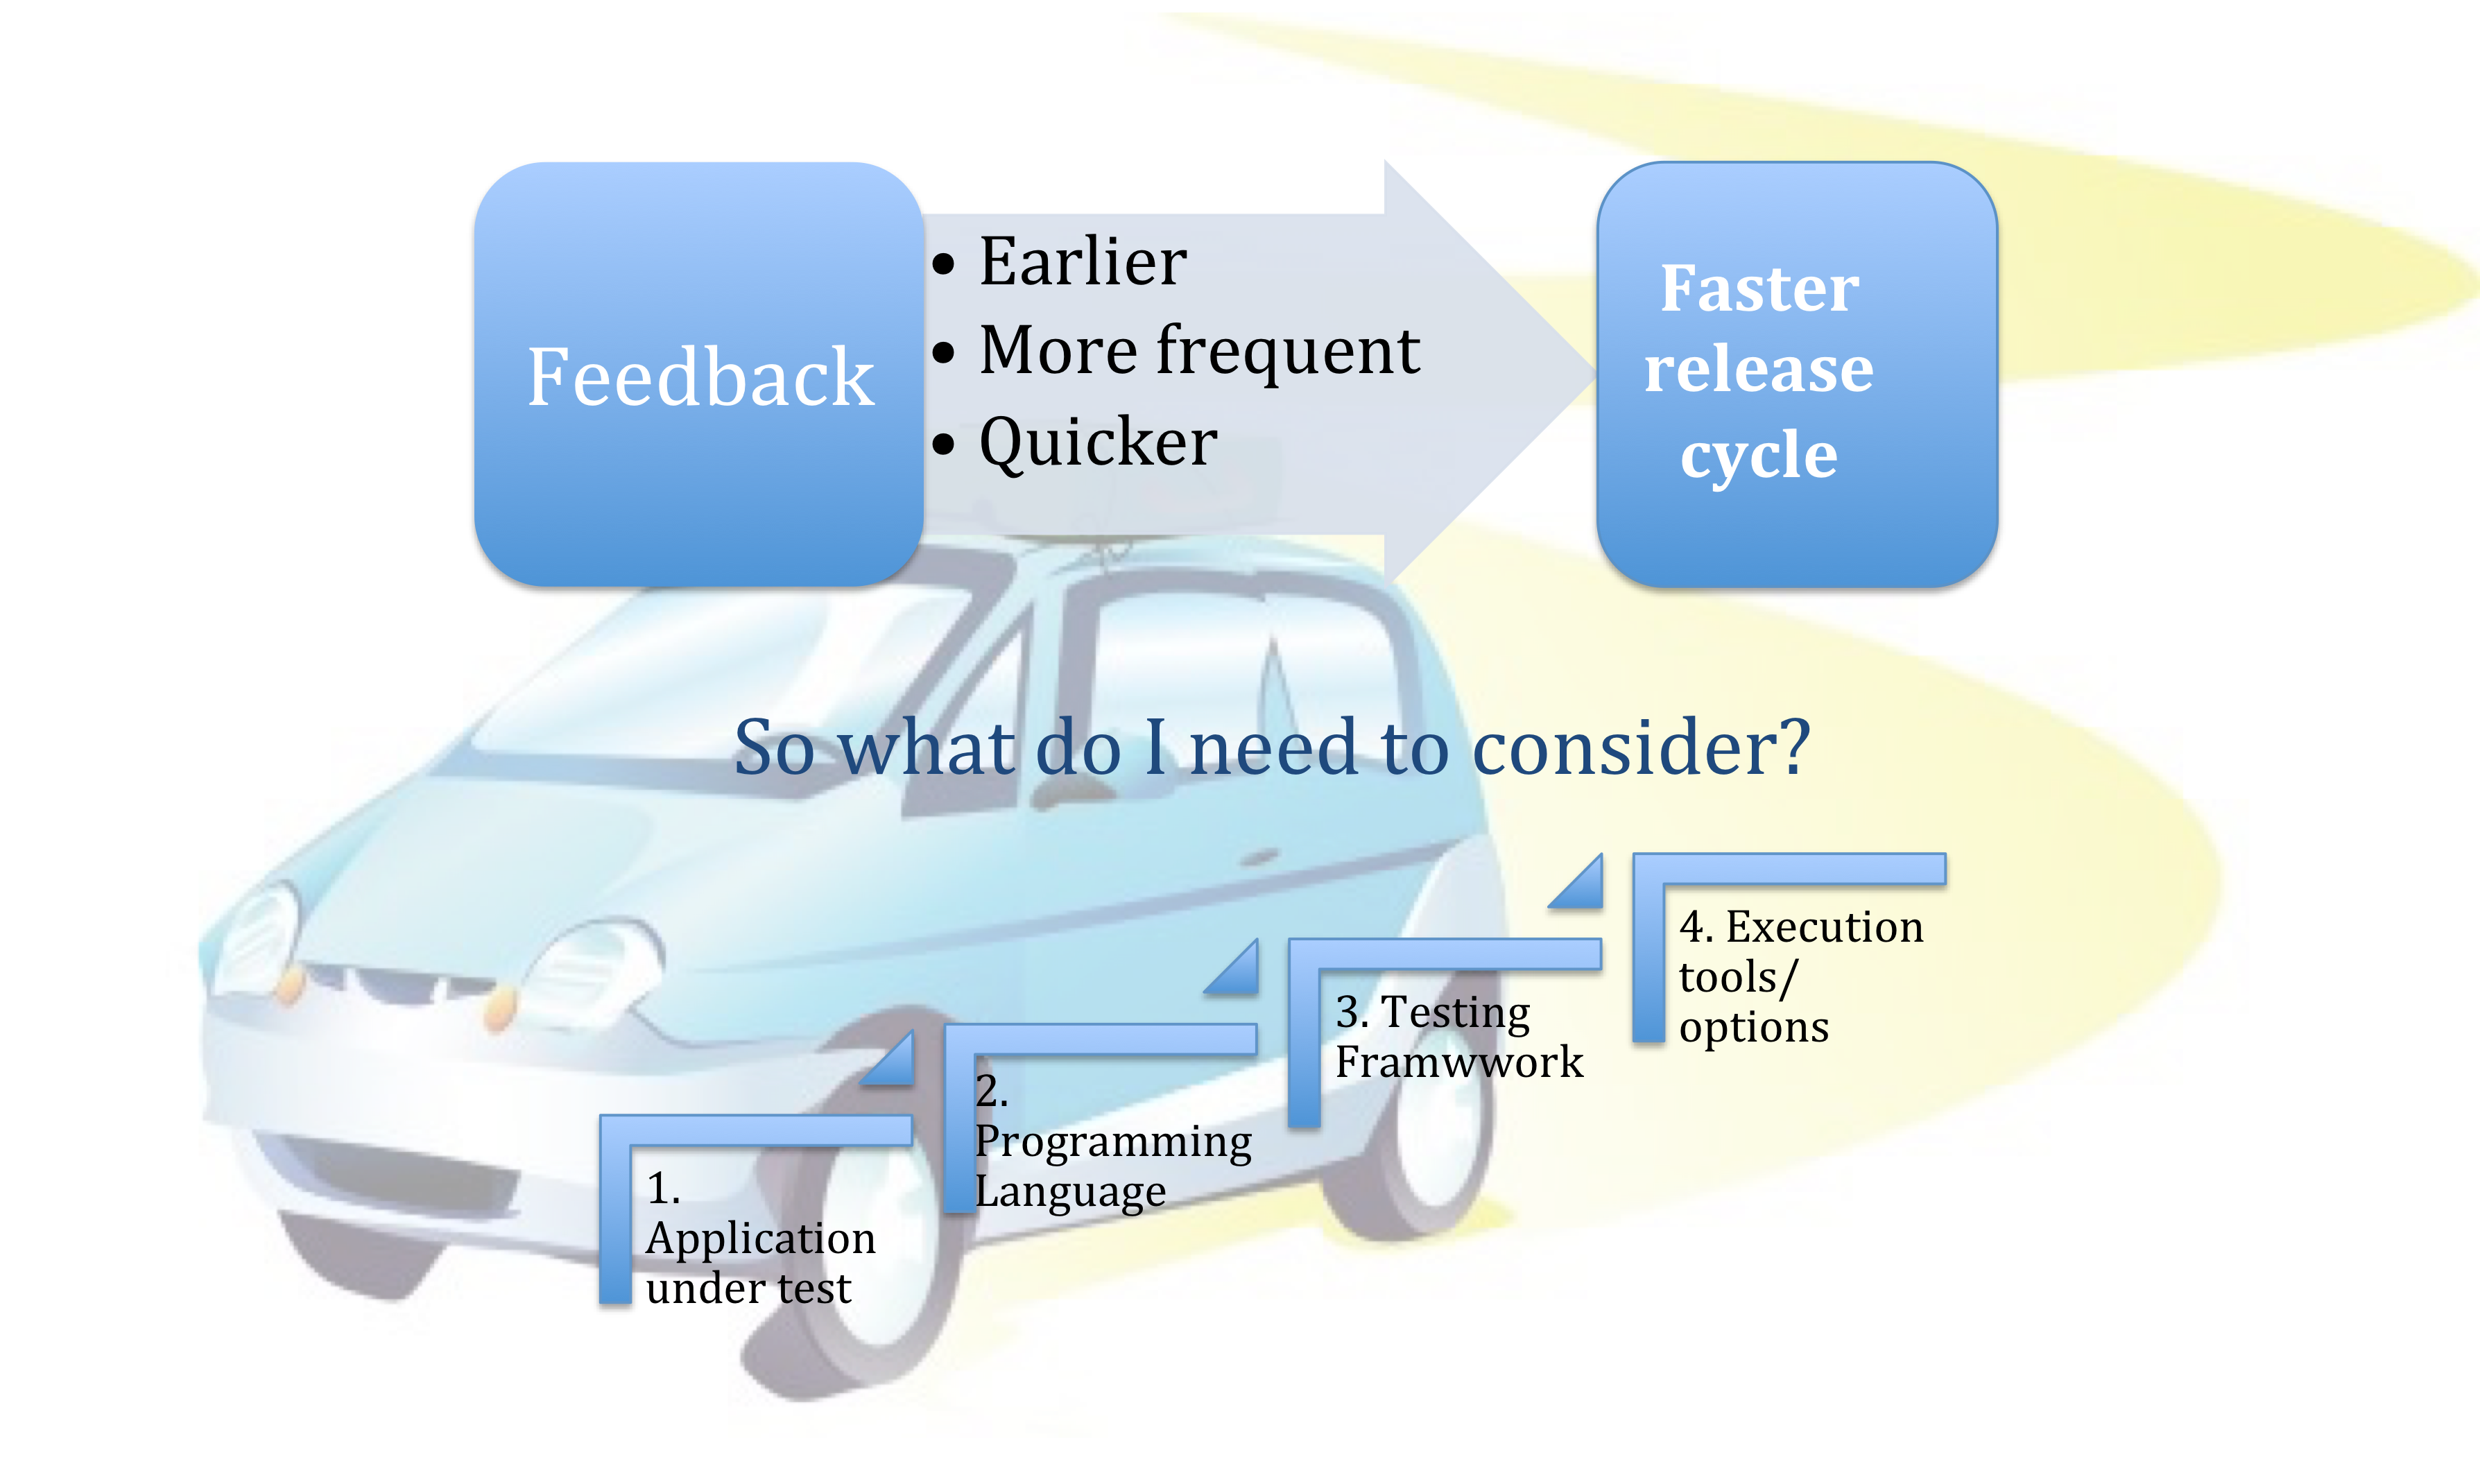 Feedback
• Earlier
• More frequent
• Quicker
Faster
release
cycle
So what do I need to consider?
1.
Application
under test
2.
Programming
Language
3. Testing
Framwwork
4. Execution
tools/
options